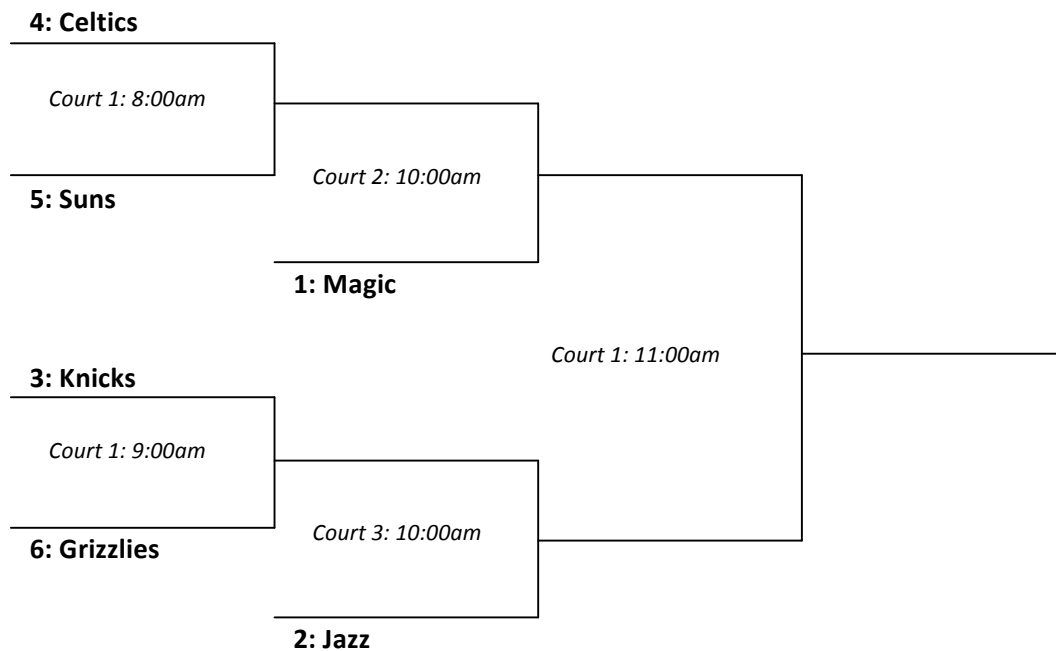 4: Celtics
Court 1: 8:00am
Court 2: 10:00am
5: Suns
1: Magic
Court 1: 11:00am
3: Knicks
Court 1: 9:00am
Court 3: 10:00am
6: Grizzlies
2: Jazz